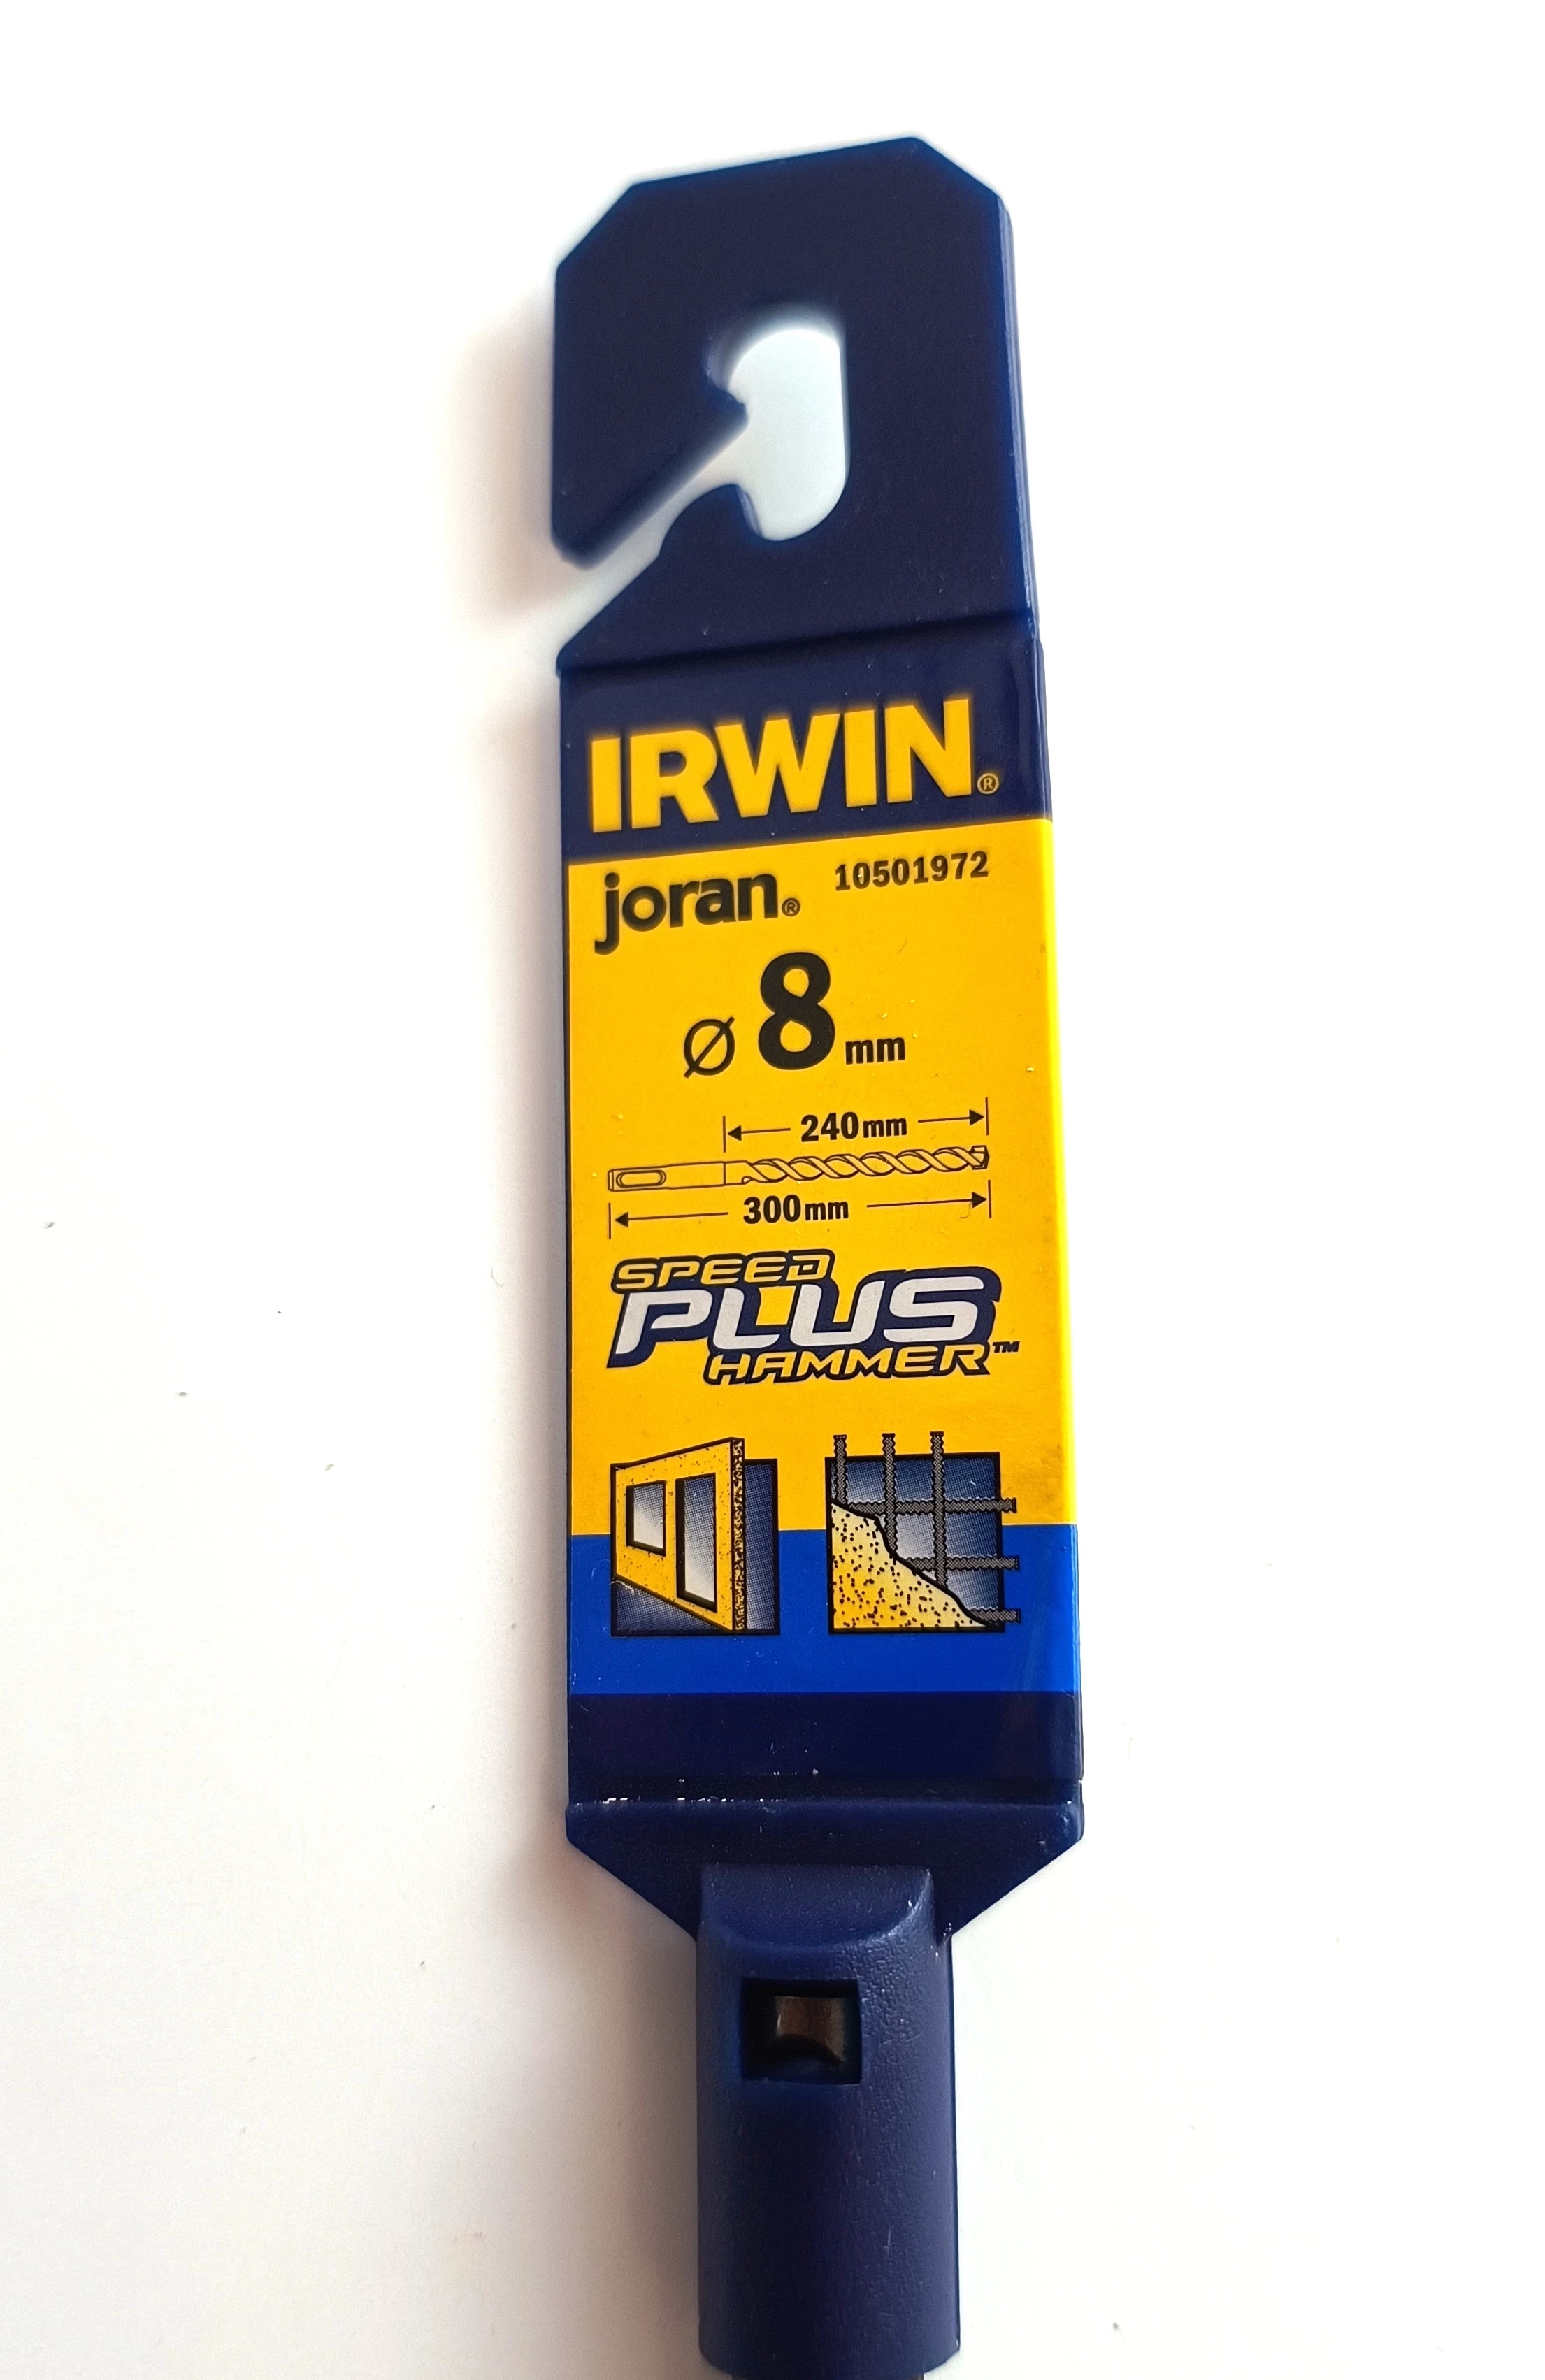 IRWIN®
joran® 10501972
Ø 8 mm
240mm
300mm
SPEED
PLUS
HAMMER™